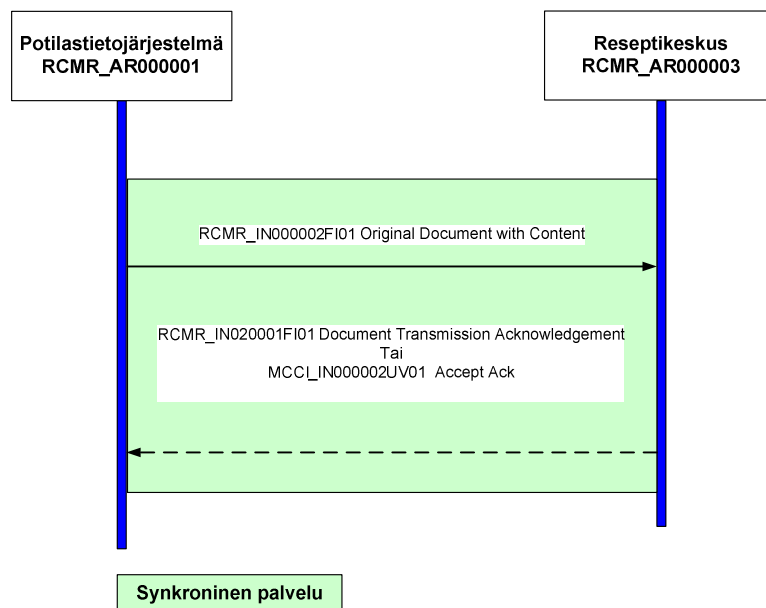 Potilastietojärjestelmä
RCMR_AR000001
Reseptikeskus
RCMR_AR000003
RCMR_IN000002FI01 Original Document with Content
RCMR_IN020001FI01 Document Transmission Acknowledgement
Tai
MCCI_IN000002UV01 Accept Ack
Synkroninen palvelu